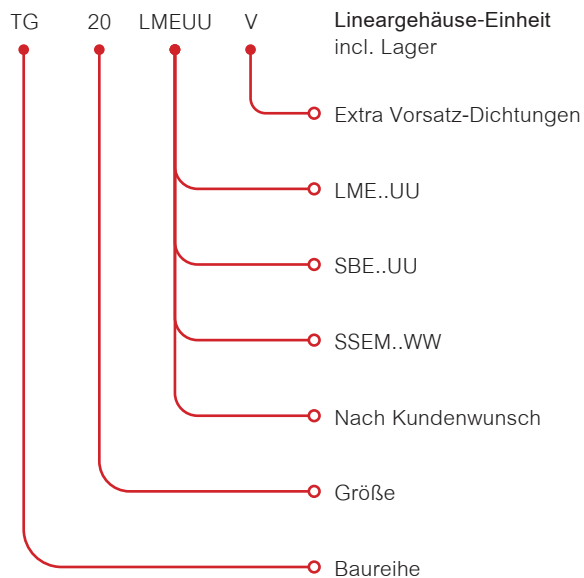 TG 20 LMEUU V Lineargehäuse-Einheit
incl. Lager
Extra Vorsatz-Dichtungen
LME..UU
SBE..UU
SSEM..WW
Nach Kundenwunsch
Größe
Baureihe